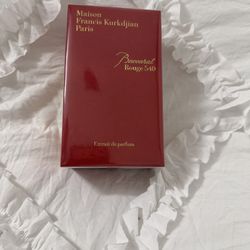 Maison
Francis Kurkdjian
Paris
Baccarat
Rouge 540
Extrait de parfum